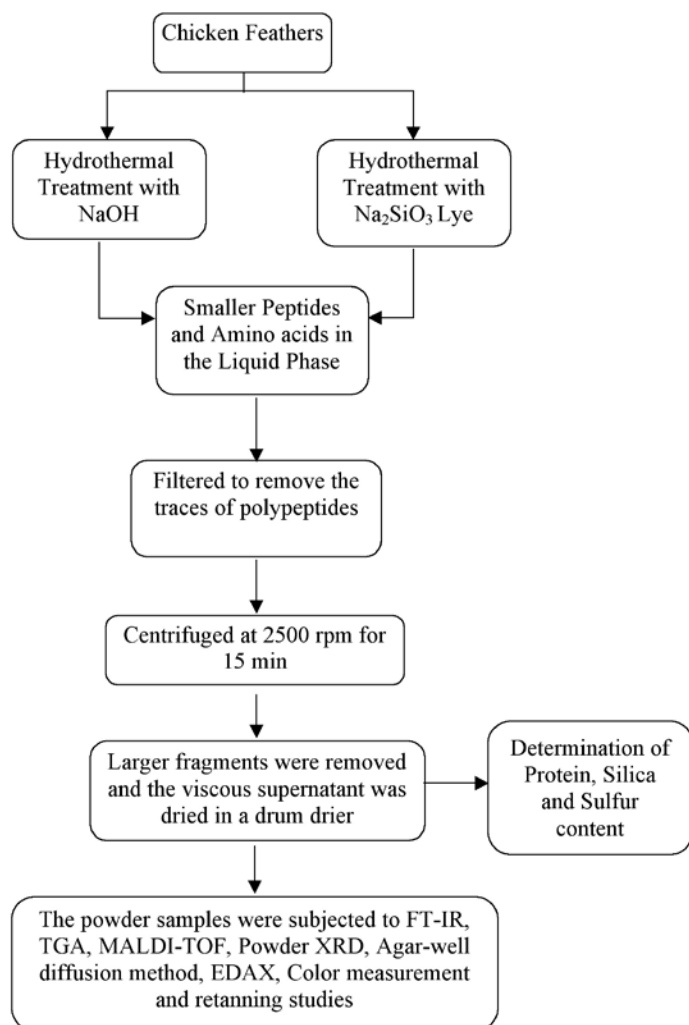 Chicken Feathers
Hydrothermal
Treatment with
NaOH
Hydrothermal
Treatment with
Na₂SiO₃ Lye
Smaller Peptides
and Amino acids in
the Liquid Phase
Filtered to remove the
traces of polypeptides
Centrifuged at 2500 rpm for
15 min
Larger fragments were removed
and the viscous supernatant was
dried in a drum drier
Determination of
Protein, Silica
and Sulfur
content
The powder samples were subjected to FT-IR,
TGA, MALDI-TOF, Powder XRD, Agar-well
diffusion method, EDAX, Color measurement
and retanning studies